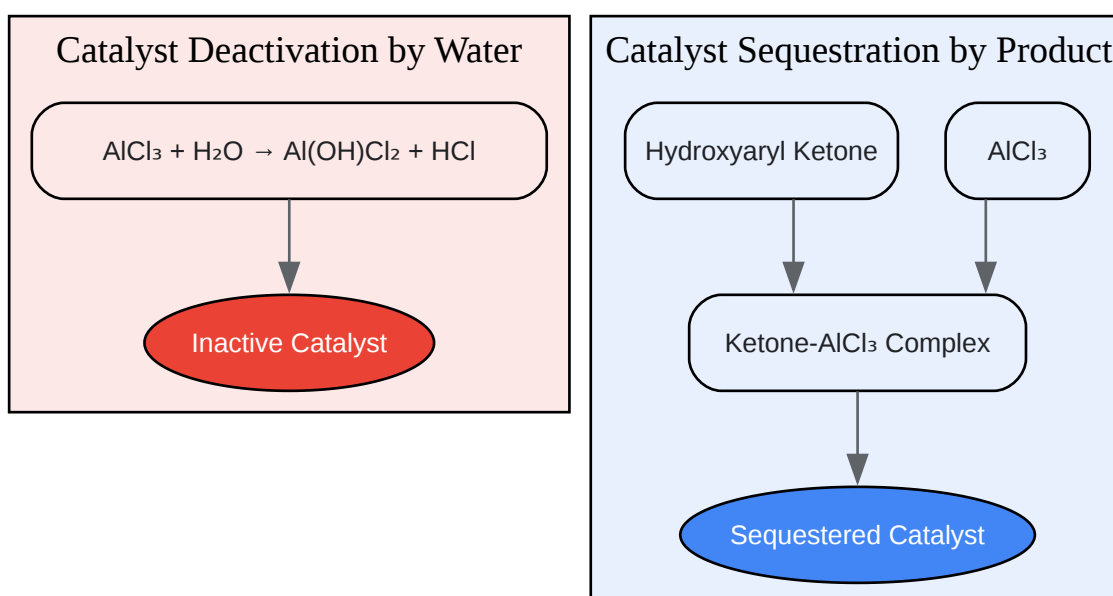 Catalyst Deactivation by Water
AlCl₃ + H₂O → Al(OH)Cl₂ + HCl
Inactive Catalyst
Catalyst Sequestration by Product
Hydroxyaryl Ketone
AlCl₃
Ketone-AlCl₃ Complex
Sequestered Catalyst